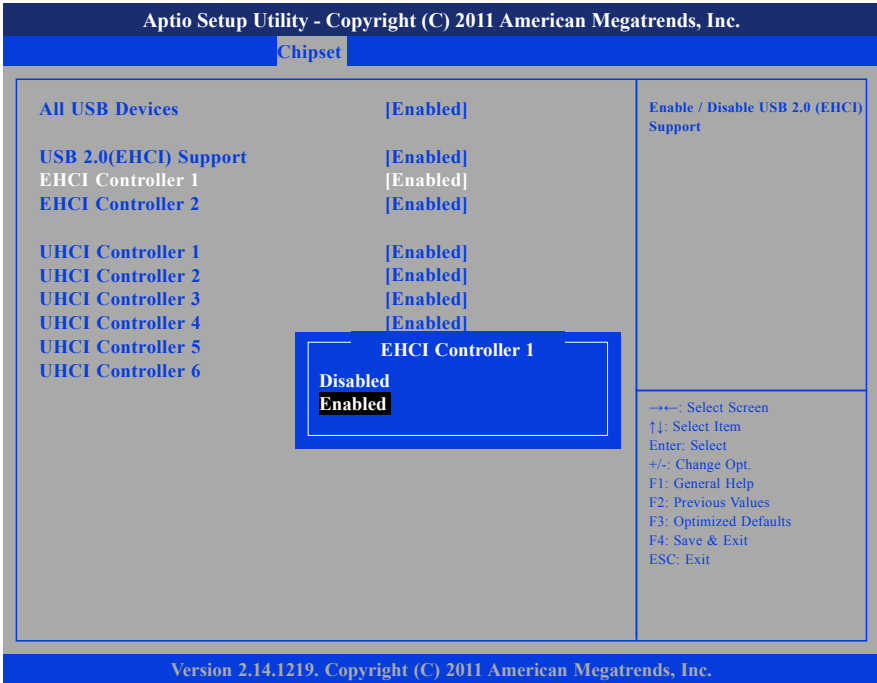 Aptio Setup Utility - Copyright (C) 2011 American Megatrends, Inc.
Chipset
All USB Devices [Enabled]
USB 2.0(EHCI) Support [Enabled]
EHCI Controller 1 [Enabled]
EHCI Controller 2 [Enabled]
UHCI Controller 1 [Enabled]
UHCI Controller 2 [Enabled]
UHCI Controller 3 [Enabled]
UHCI Controller 4 [Enabled]
UHCI Controller 5
UHCI Controller 6
EHCI Controller 1
Disabled
Enabled
Enable / Disable USB 2.0 (EHCI)
Support
→←: Select Screen
↑↓: Select Item
Enter: Select
+/-: Change Opt.
F1: General Help
F2: Previous Values
F3: Optimized Defaults
F4: Save & Exit
ESC: Exit
Version 2.14.1219. Copyright (C) 2011 American Megatrends, Inc.